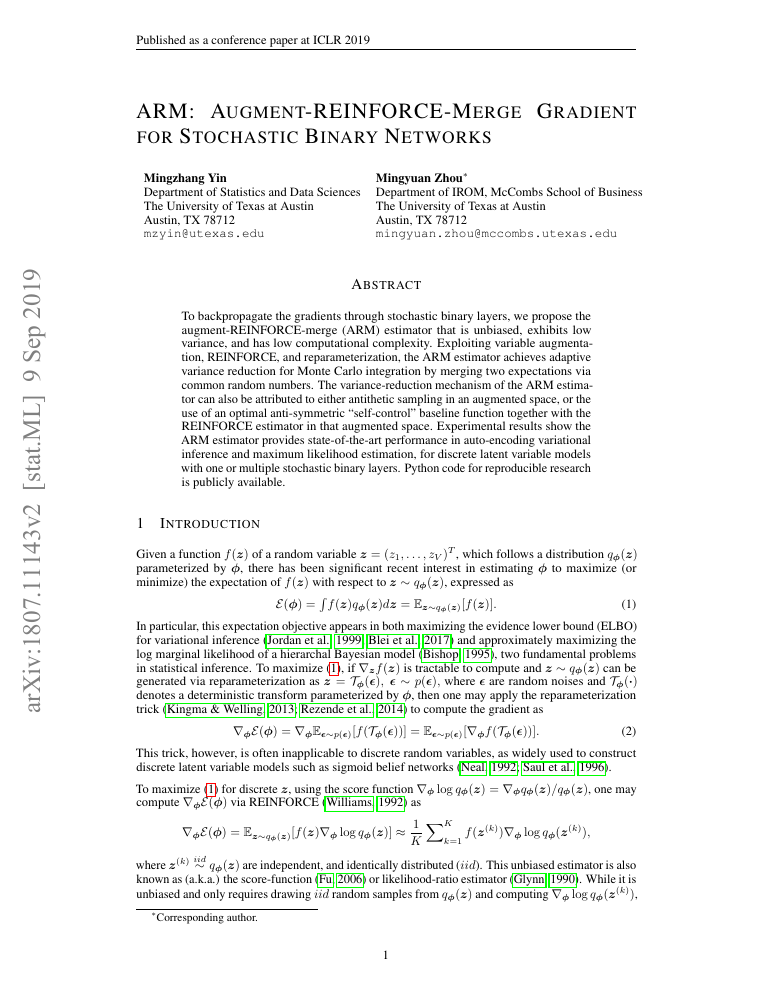 Published as a conference paper at ICLR 2019
ARM: AUGMENT-REINFORCE-MERGE GRADIENT
FOR STOCHASTIC BINARY NETWORKS
Mingzhang Yin
Department of Statistics and Data Sciences
The University of Texas at Austin
Austin, TX 78712
mzyin@utexas.edu
Mingyuan Zhou*
Department of IROM, McCombs School of Business
The University of Texas at Austin
Austin, TX 78712
mingyuan.zhou@mccombs.utexas.edu
ABSTRACT
To backpropagate the gradients through stochastic binary layers, we propose the
augment-REINFORCE-merge (ARM) estimator that is unbiased, exhibits low
variance, and has low computational complexity. Exploiting variable augmenta-
tion, REINFORCE, and reparameterization, the ARM estimator achieves adaptive
variance reduction for Monte Carlo integration by merging two expectations via
common random numbers. The variance-reduction mechanism of the ARM estima-
tor can also be attributed to either antithetic sampling in an augmented space, or the
use of an optimal anti-symmetric “self-control” baseline function together with the
REINFORCE estimator in that augmented space. Experimental results show the
ARM estimator provides state-of-the-art performance in auto-encoding variational
inference and maximum likelihood estimation, for discrete latent variable models
with one or multiple stochastic binary layers. Python code for reproducible research
is publicly available.
1 INTRODUCTION
Given a function f(z) of a random variable z = (z₁, . . . , z_V)ᵀ, which follows a distribution q_ϕ(z)
parameterized by ϕ, there has been significant recent interest in estimating ϕ to maximize (or
minimize) the expectation of f(z) with respect to z ∼ q_ϕ(z), expressed as
ℰ(ϕ) = ∫ f(z)q_ϕ(z)dz = 𝔼_{z∼q_ϕ(z)}[f(z)]. (1)
In particular, this expectation objective appears in both maximizing the evidence lower bound (ELBO)
for variational inference (Jordan et al., 1999; Blei et al., 2017) and approximately maximizing the
log marginal likelihood of a hierarchal Bayesian model (Bishop, 1995), two fundamental problems
in statistical inference. To maximize (1), if ∇_z f(z) is tractable to compute and z ∼ q_ϕ(z) can be
generated via reparameterization as z = 𝒯_ϕ(ϵ), ϵ ∼ p(ϵ), where ϵ are random noises and 𝒯_ϕ(·)
denotes a deterministic transform parameterized by ϕ, then one may apply the reparameterization
trick (Kingma & Welling, 2013; Rezende et al., 2014) to compute the gradient as
∇_ϕℰ(ϕ) = ∇_ϕ𝔼_{ϵ∼p(ϵ)}[f(𝒯_ϕ(ϵ))] = 𝔼_{ϵ∼p(ϵ)}[∇_ϕ f(𝒯_ϕ(ϵ))]. (2)
This trick, however, is often inapplicable to discrete random variables, as widely used to construct
discrete latent variable models such as sigmoid belief networks (Neal, 1992; Saul et al., 1996).
To maximize (1) for discrete z, using the score function ∇_ϕ log q_ϕ(z) = ∇_ϕ q_ϕ(z)/q_ϕ(z), one may
compute ∇_ϕℰ(ϕ) via REINFORCE (Williams, 1992) as
∇_ϕℰ(ϕ) = 𝔼_{z∼q_ϕ(z)}[f(z)∇_ϕ log q_ϕ(z)] ≈ 1/K ∑_{k=1}^{K} f(z^{(k)})∇_ϕ log q_ϕ(z^{(k)}),
where z^{(k)} iid∼ q_ϕ(z) are independent, and identically distributed (iid). This unbiased estimator is also
known as (a.k.a.) the score-function (Fu, 2006) or likelihood-ratio estimator (Glynn, 1990). While it is
unbiased and only requires drawing iid random samples from q_ϕ(z) and computing ∇_ϕ log q_ϕ(z^{(k)}),
*Corresponding author.
1
arXiv:1807.11143v2 [stat.ML] 9 Sep 2019